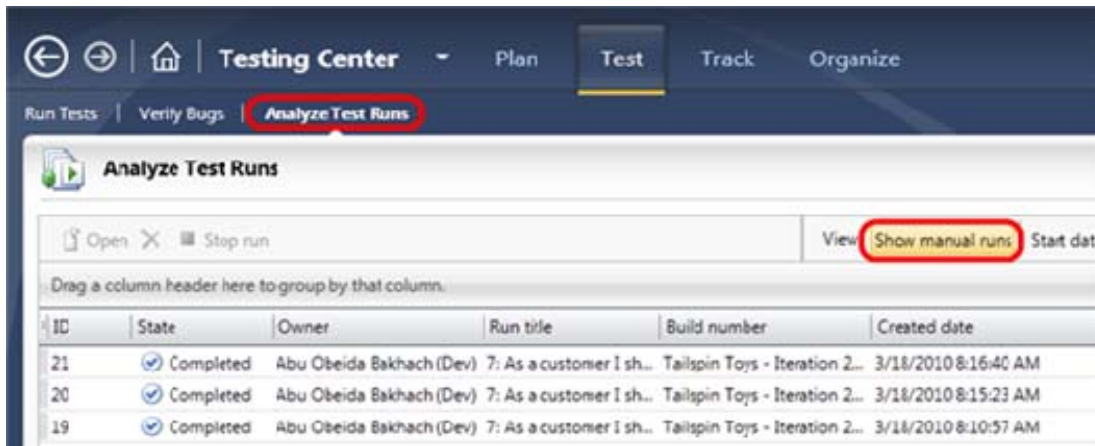 Testing Center Plan Test Track Organize
Run Tests | Verify Bugs | Analyze Test Runs
Analyze Test Runs
Open Stop run View Show manual runs Start dat
Drag a column header here to group by that column.
ID State Owner Run title Build number Created date
21 Completed Abu Obeida Bakhach (Dev) 7: As a customer I sh... Tailspin Toys - Iteration 2... 3/18/2010 8:16:40 AM
20 Completed Abu Obeida Bakhach (Dev) 7: As a customer I sh... Tailspin Toys - Iteration 2... 3/18/2010 8:15:23 AM
19 Completed Abu Obeida Bakhach (Dev) 7: As a customer I sh... Tailspin Toys - Iteration 2... 3/18/2010 8:10:57 AM